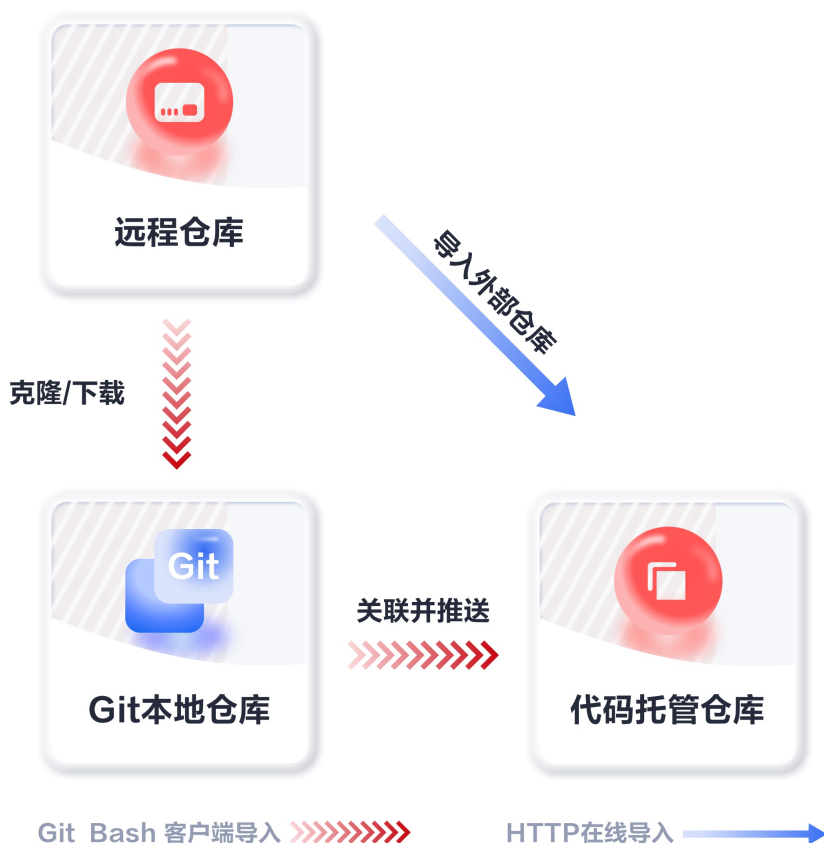 远程仓库
导入外部仓库
克隆/下载
Git
关联并推送
Git本地仓库
代码托管仓库
Git Bash 客户端导入
HTTP在线导入